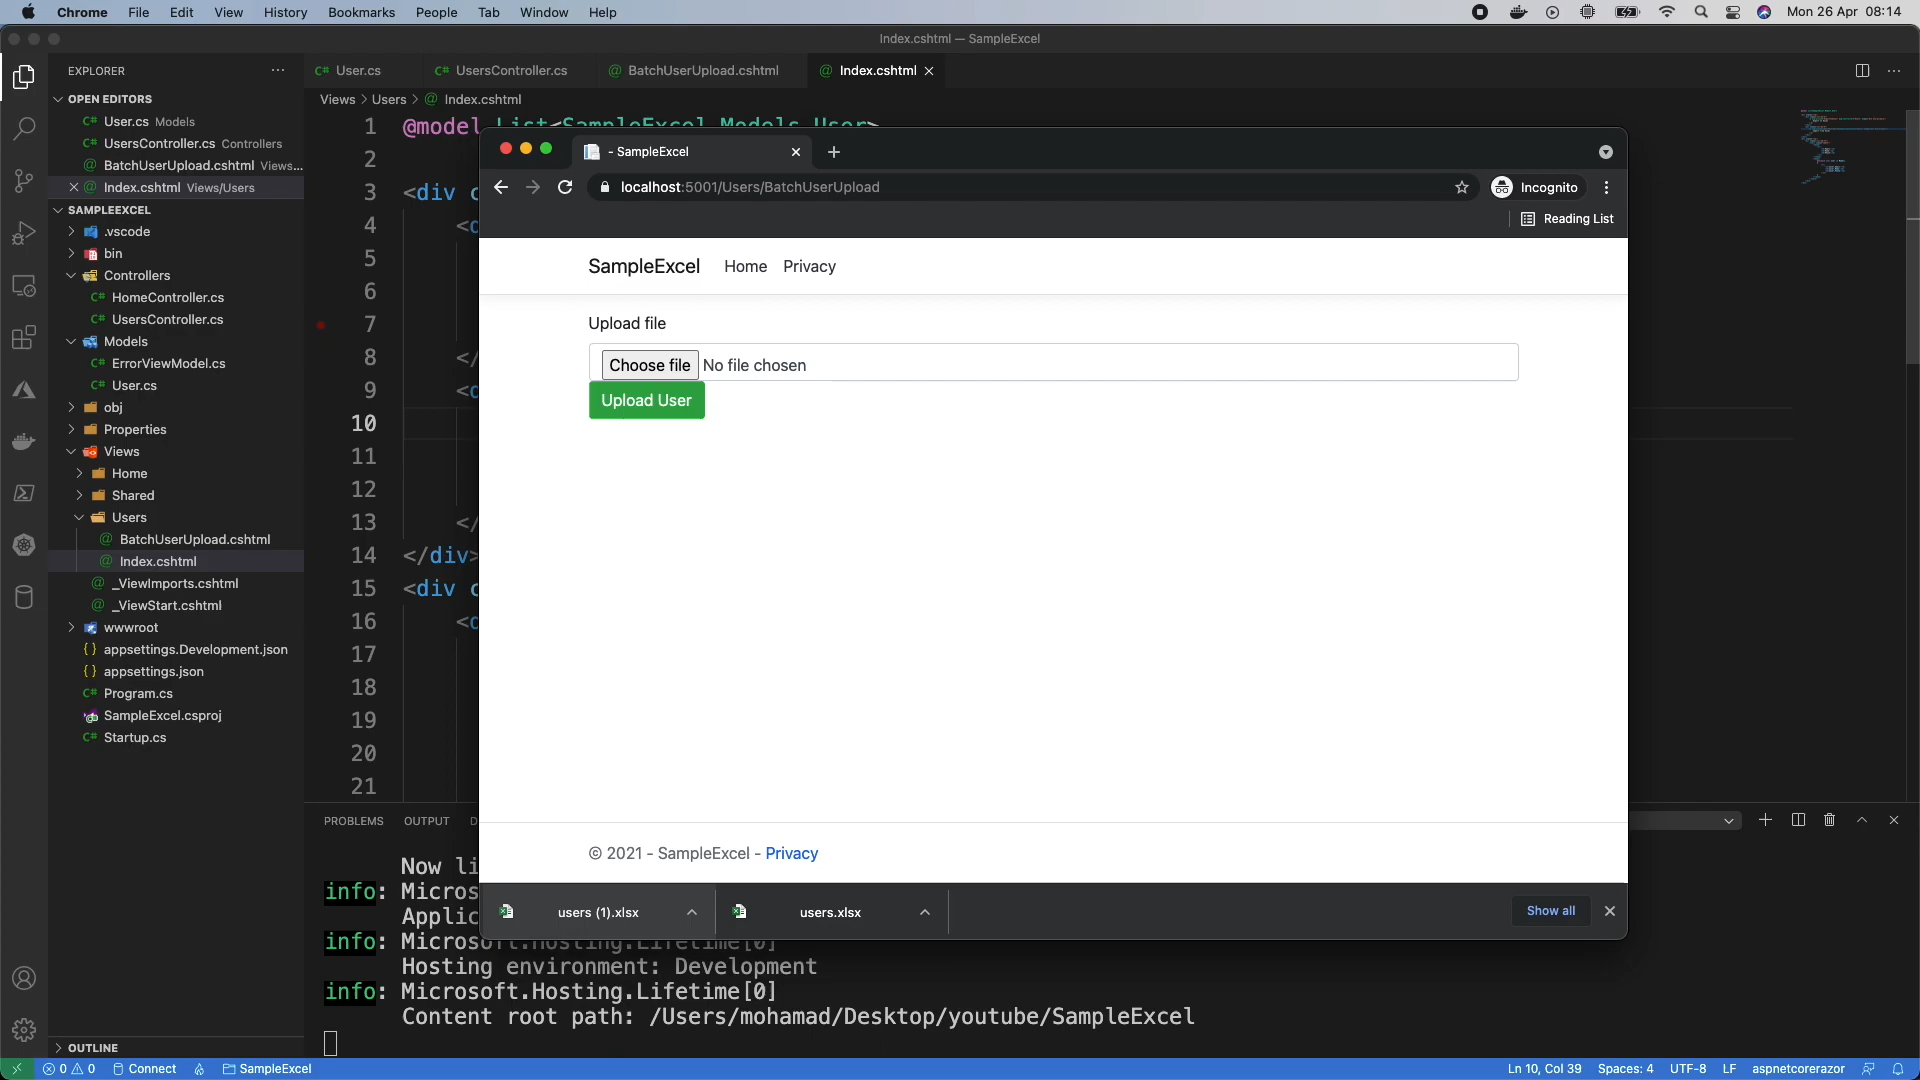 Chrome File Edit View History Bookmarks People Tab Window Help Mon 26 Apr 08:14
Index.cshtml — SampleExcel
EXPLORER
OPEN EDITORS
C# User.cs Models
C# UsersController.cs Controllers
@ BatchUserUpload.cshtml Views...
@ Index.cshtml Views/Users
SAMPLEEXCEL
.vscode
bin
Controllers
C# HomeController.cs
C# UsersController.cs
Models
C# ErrorViewModel.cs
C# User.cs
obj
Properties
Views
Home
Shared
Users
@ BatchUserUpload.cshtml
@ Index.cshtml
@ _ViewImports.cshtml
@ _ViewStart.cshtml
wwwroot
{} appsettings.Development.json
{} appsettings.json
C# Program.cs
SampleExcel.csproj
C# Startup.cs
OUTLINE
C# User.cs C# UsersController.cs @ BatchUserUpload.cshtml @ Index.cshtml
Views > Users > @ Index.cshtml
1 @model List<SampleExcel.Models.User>
2
3 <div c
4 <d
5
6
7
8 </
9 <d
10
11
12
13 </
14 </div>
15 <div c
16 <d
17
18
19
20
21
- SampleExcel
localhost:5001/Users/BatchUserUpload Incognito
Reading List
SampleExcel Home Privacy
Upload file
Choose file No file chosen
Upload User
© 2021 - SampleExcel - Privacy
users (1).xlsx users.xlsx Show all
PROBLEMS OUTPUT D
Now li
info: Micros
Applic
info: Microsoft.Hosting.Lifetime[0]
Hosting environment: Development
info: Microsoft.Hosting.Lifetime[0]
Content root path: /Users/mohamad/Desktop/youtube/SampleExcel
0 0 Connect SampleExcel Ln 10, Col 39 Spaces: 4 UTF-8 LF aspnetcorerazor